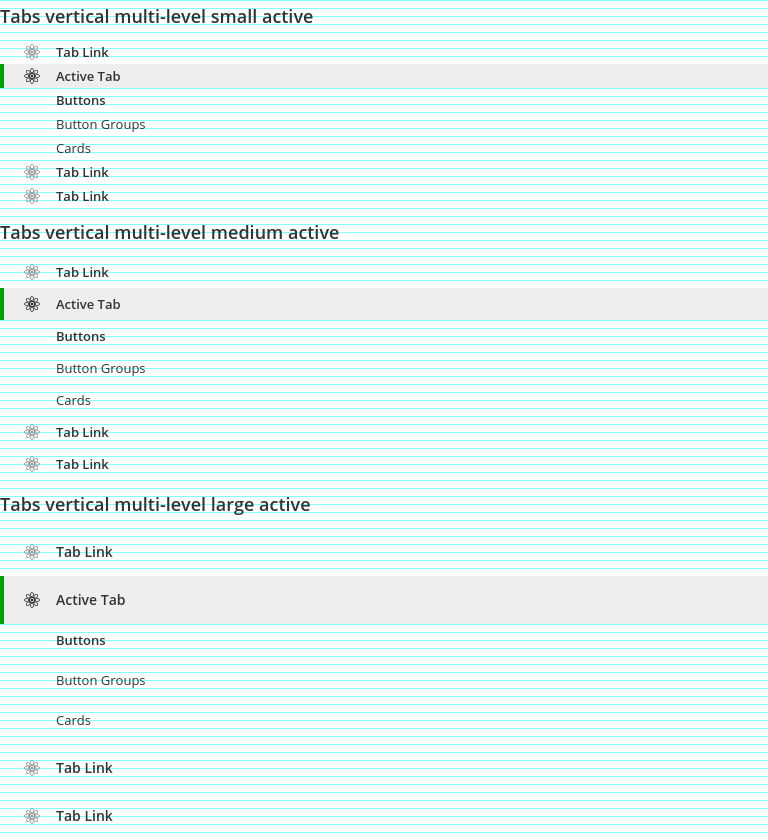 Tabs vertical multi-level small active
Tab Link
Active Tab
Buttons
Button Groups
Cards
Tab Link
Tab Link
Tabs vertical multi-level medium active
Tab Link
Active Tab
Buttons
Button Groups
Cards
Tab Link
Tab Link
Tabs vertical multi-level large active
Tab Link
Active Tab
Buttons
Button Groups
Cards
Tab Link
Tab Link